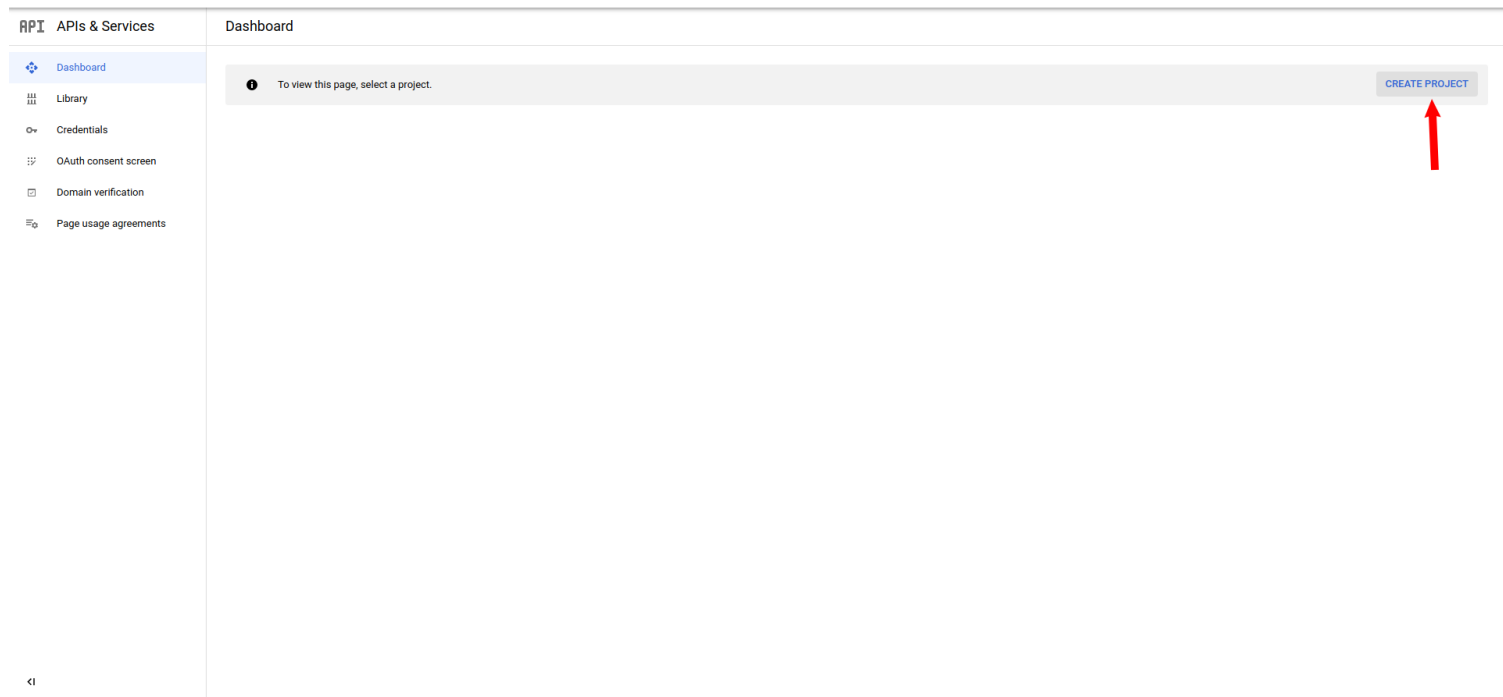 API APIs & Services
Dashboard
Dashboard
Library
Credentials
OAuth consent screen
Domain verification
Page usage agreements
To view this page, select a project.
CREATE PROJECT